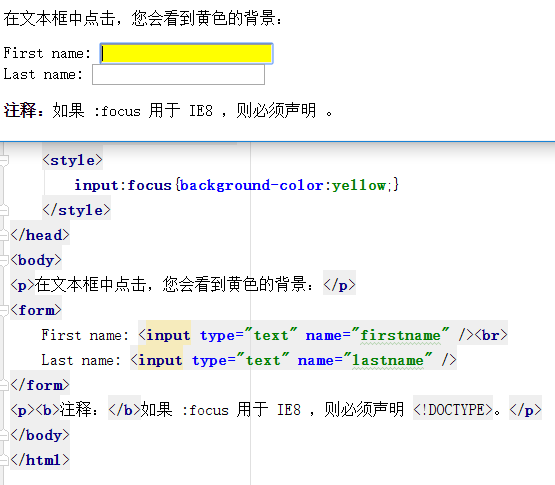 在文本框中点击，您会看到黄色的背景：
First name:
Last name:
注释：如果 :focus 用于 IE8 ，则必须声明 。
<style>
input:focus{background-color:yellow;}
</style>
</head>
<body>
<p>在文本框中点击，您会看到黄色的背景：</p>
<form>
First name: <input type="text" name="firstname" /><br>
Last name: <input type="text" name="lastname" />
</form>
<p><b>注释：</b>如果 :focus 用于 IE8 ，则必须声明 <!DOCTYPE>。</p>
</body>
</html>